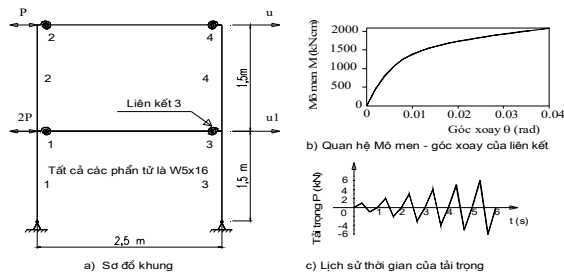 P
u
2
4
2
4
1,5m
Liên kết 3
2P
u1
1
3
Tất cả các phẩn tử là W5x16
1
3
1,5 m
2,5 m
a) Sơ đồ khung
Mô men M (kNcm)
2000
1500
1000
500
0
0
0.01
0.02
0.03
0.04
Góc xoay θ (rad)
b) Quan hệ Mô men - góc xoay của liên kết
Tải trọng P (kN)
6
4
2
0
-2
-4
-6
1
2
3
4
5
6
t (s)
c) Lịch sử thời gian của tải trọng